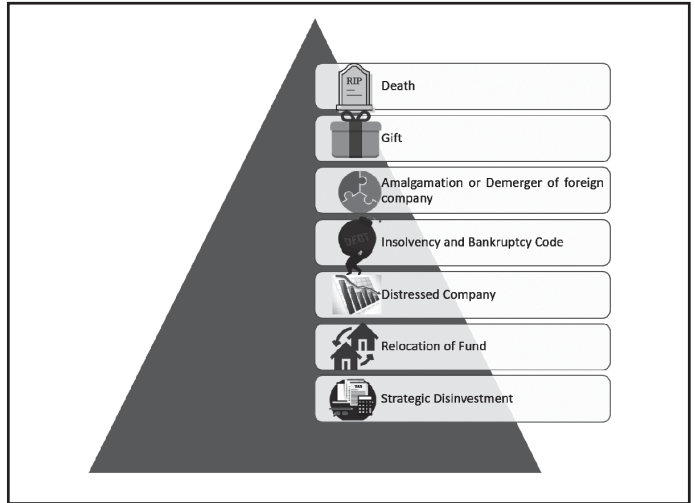 RIP
Death
Gift
Amalgamation or Demerger of foreign
company
DEBT
Insolvency and Bankruptcy Code
Distressed Company
Relocation of Fund
TAX
Strategic Disinvestment